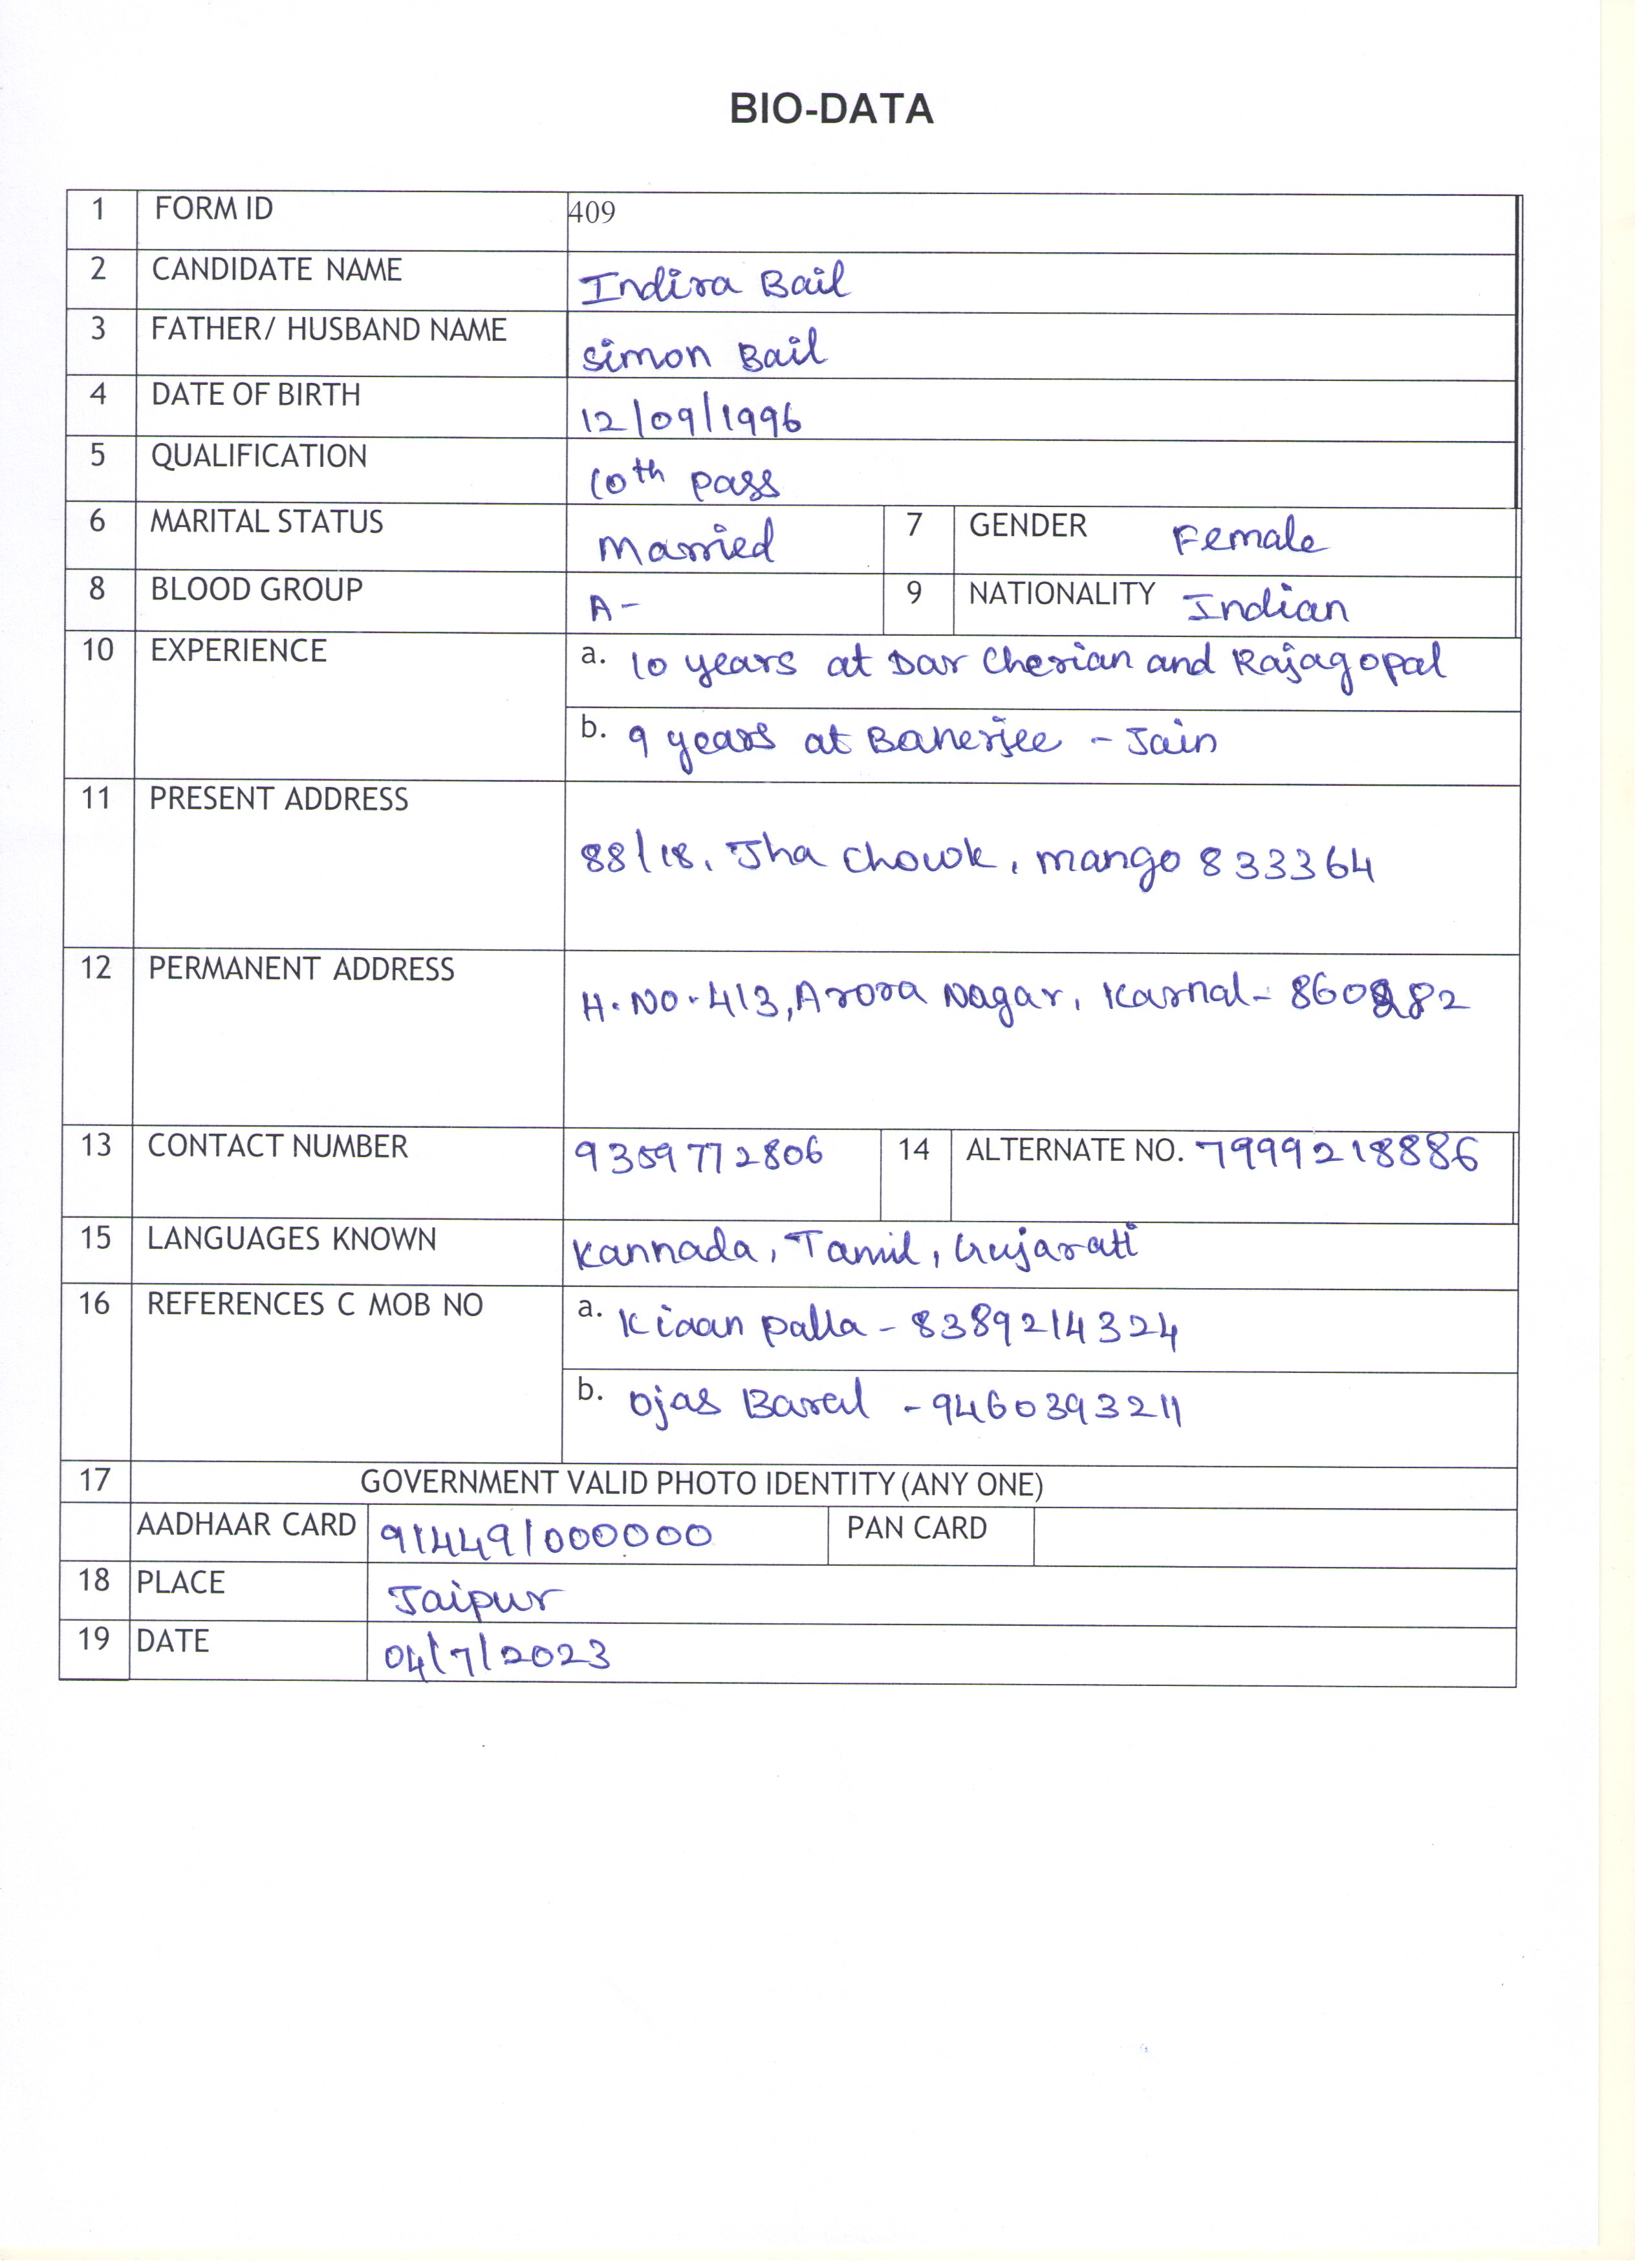 BIO-DATA
1 FORM ID 409
2 CANDIDATE NAME Indira Bail
3 FATHER/ HUSBAND NAME Simon Bail
4 DATE OF BIRTH 12/09/1996
5 QUALIFICATION 10th pass
6 MARITAL STATUS Married 7 GENDER Female
8 BLOOD GROUP A- 9 NATIONALITY Indian
10 EXPERIENCE a. 10 years at Dar Cherian and Rajagopal
b. 9 years at Banerjee - Jain
11 PRESENT ADDRESS 88/18, Jha Chowk, Mango 833364
12 PERMANENT ADDRESS H.No.413, Arora Nagar, Karnal-
13 CONTACT NUMBER 9359772806 14 ALTERNATE NO. 7999218886
15 LANGUAGES KNOWN Kannada, Tamil, Gujarati
16 REFERENCES C MOB NO a. Kiaan Palla - 8389214324
b. Ojas Baral - 9460393211
17 GOVERNMENT VALID PHOTO IDENTITY (ANY ONE)
AADHAAR CARD 914491000000 PAN CARD
18 PLACE Jaipur
19 DATE 04/7/2023